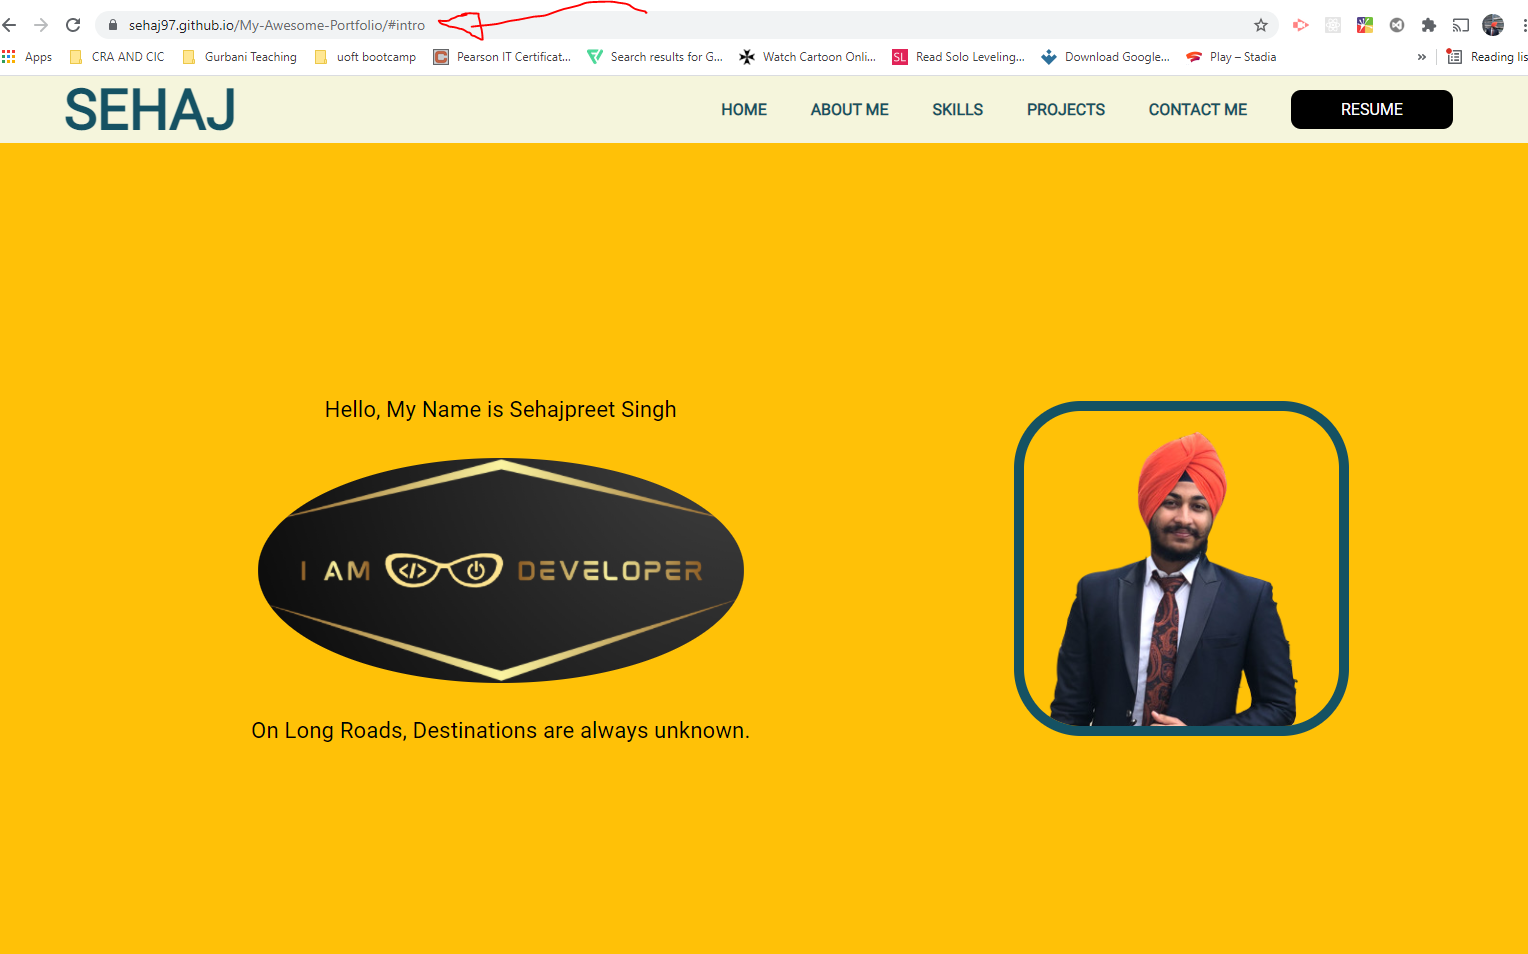 sehaj97.github.io/My-Awesome-Portfolio/#intro
Apps CRA AND CIC Gurbani Teaching uoft bootcamp Pearson IT Certificat... Search results for G... Watch Cartoon Onli... SL Read Solo Leveling... Download Google... Play – Stadia » Reading lis
SEHAJ HOME ABOUT ME SKILLS PROJECTS CONTACT ME RESUME
Hello, My Name is Sehajpreet Singh
I AM </> DEVELOPER
On Long Roads, Destinations are always unknown.